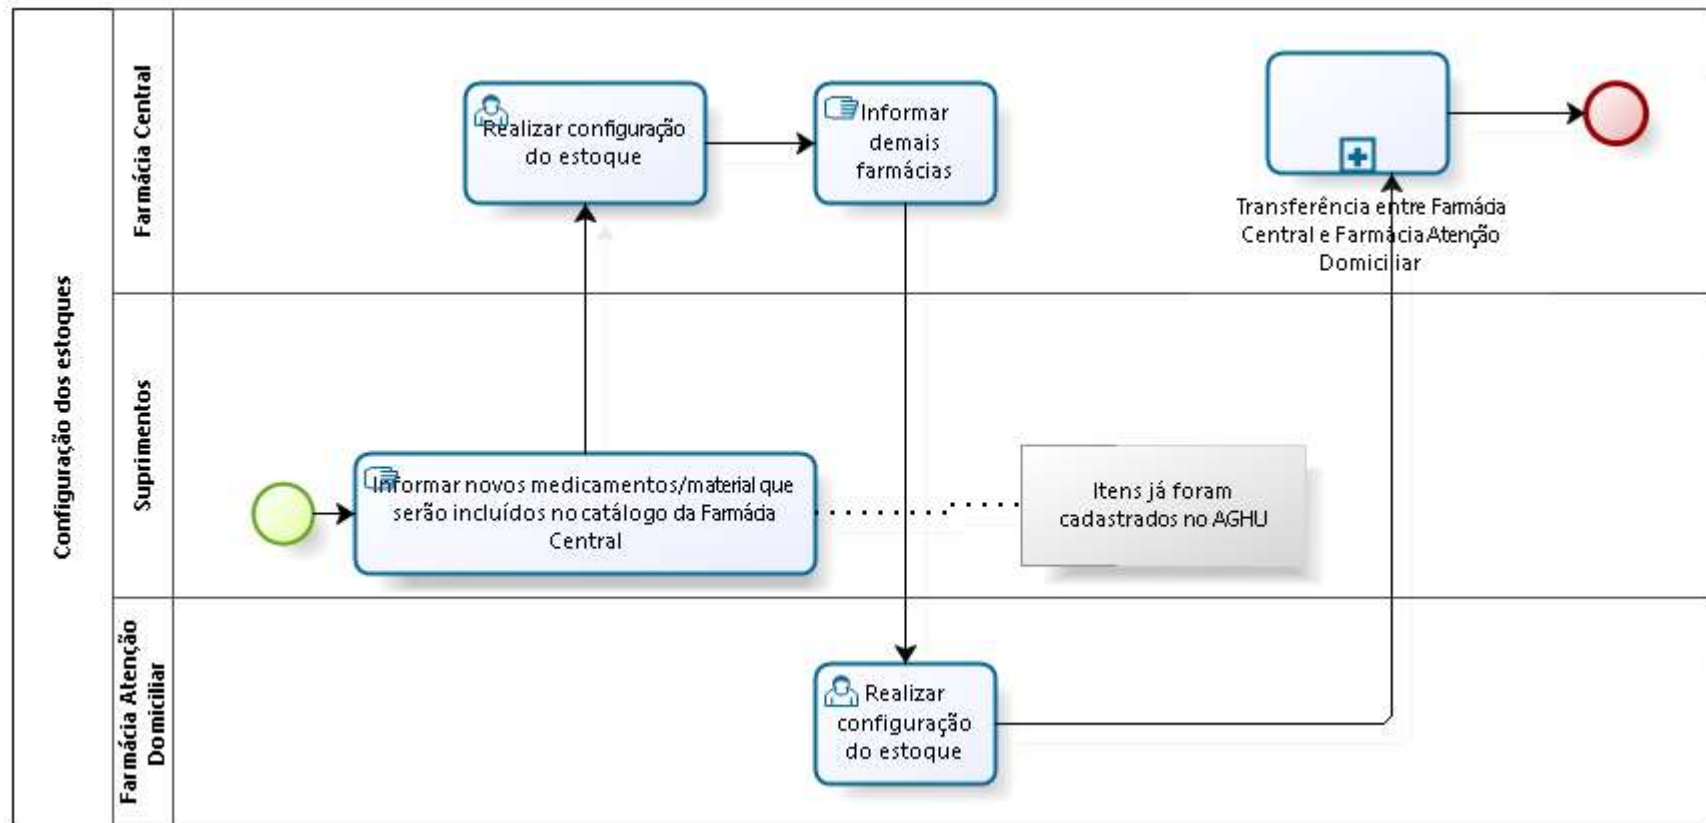 Configuração dos estoques
Farmácia Central
Realizar configuração
do estoque
Informar
demais
farmácias
Transferência entre Farmácia
Central e Farmácia Atenção
Domiciliar
Suprimentos
Informar novos medicamentos/material que
serão incluídos no catálogo da Farmácia
Central
Itens já foram
cadastrados no AGHU
Farmácia Atenção
Domiciliar
Realizar
configuração
do estoque